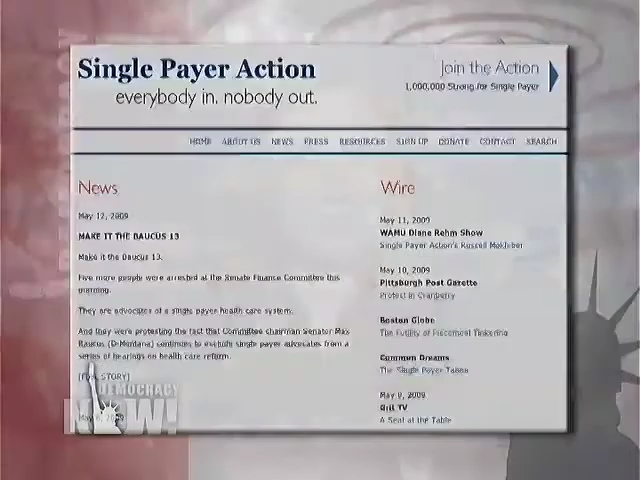 Single Payer Action
everybody in. nobody out.
Join the Action
1,000,000 Strong for Single Payer
HOME ABOUT US NEWS PRESS RESOURCES SIGN UP DONATE CONTACT SEARCH
News
May 12, 2009
MAKE IT THE BAUCUS 13
Make it the Baucus 13.
Five more people were arrested at the Senate Finance Committee this
morning.
They are advocates of a single payer health care system.
And they were protesting the fact that Committee chairman Senator Max
Baucus (D-Montana) continues to exclude single payer advocates from a
series of hearings on health care reform.
STORY)
Wire
May 11, 2009
WAMU Diane Rehm Show
Single Payer Action's Russell Mokhiber
May 10, 2009
Pittsburgh Post Gazette
Protest in Cranberry
Boston Globe
The Futility of Piecemeal Tinkering
Common Dreams
The Single Payer Taboo
May 9, 2009
Grit TV
A Seat at the Table
DEMOCRACY
NOW!